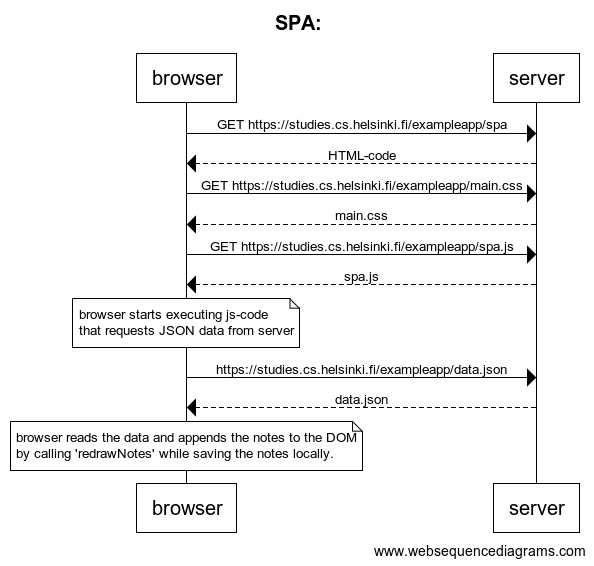 SPA:
browser
server
GET https://studies.cs.helsinki.fi/exampleapp/spa
HTML-code
GET https://studies.cs.helsinki.fi/exampleapp/main.css
main.css
GET https://studies.cs.helsinki.fi/exampleapp/spa.js
spa.js
browser starts executing js-code
that requests JSON data from server
https://studies.cs.helsinki.fi/exampleapp/data.json
data.json
browser reads the data and appends the notes to the DOM
by calling 'redrawNotes' while saving the notes locally.
browser
server
www.websequencediagrams.com